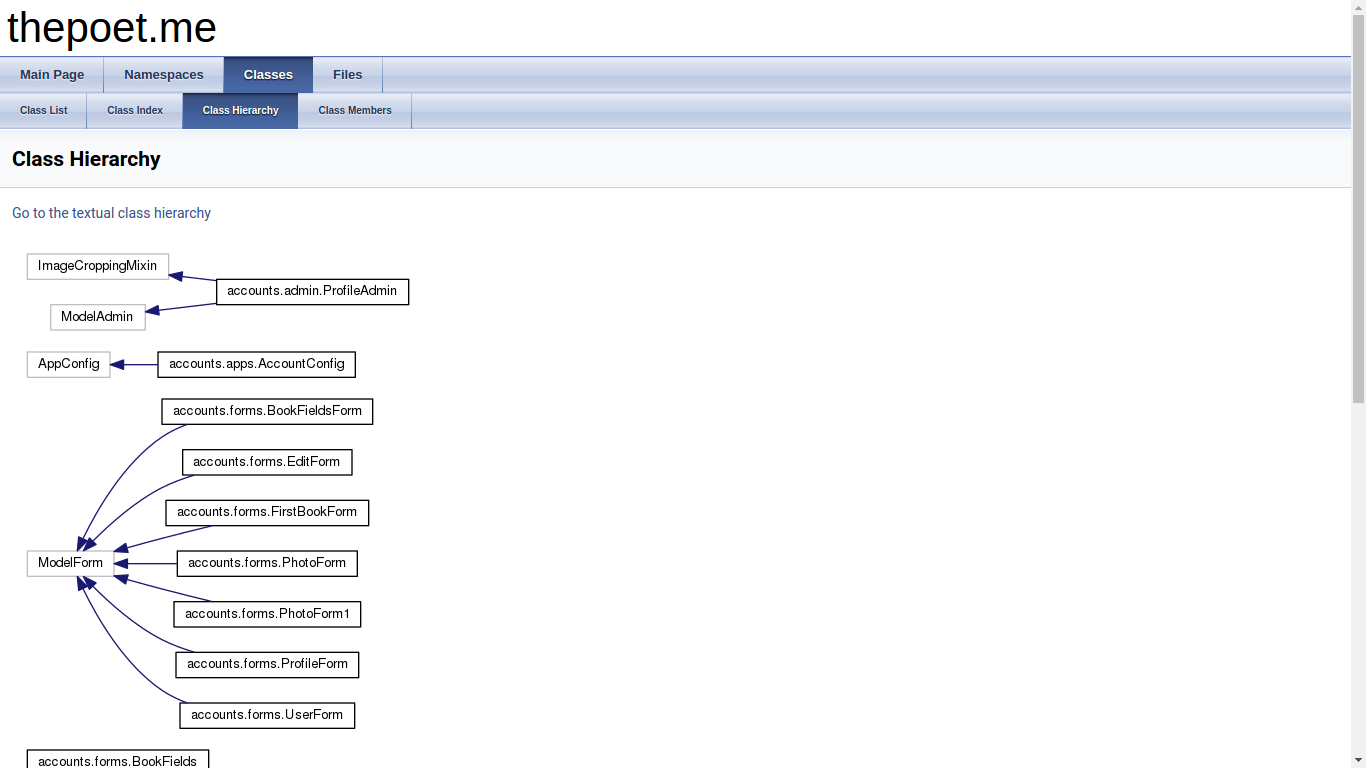 thepoet.me
Main Page Namespaces Classes Files
Class List Class Index Class Hierarchy Class Members
Class Hierarchy
Go to the textual class hierarchy
ImageCroppingMixin
accounts.admin.ProfileAdmin
ModelAdmin
AppConfig accounts.apps.AccountConfig
accounts.forms.BookFieldsForm
accounts.forms.EditForm
accounts.forms.FirstBookForm
ModelForm accounts.forms.PhotoForm
accounts.forms.PhotoForm1
accounts.forms.ProfileForm
accounts.forms.UserForm
accounts.forms.BookFields